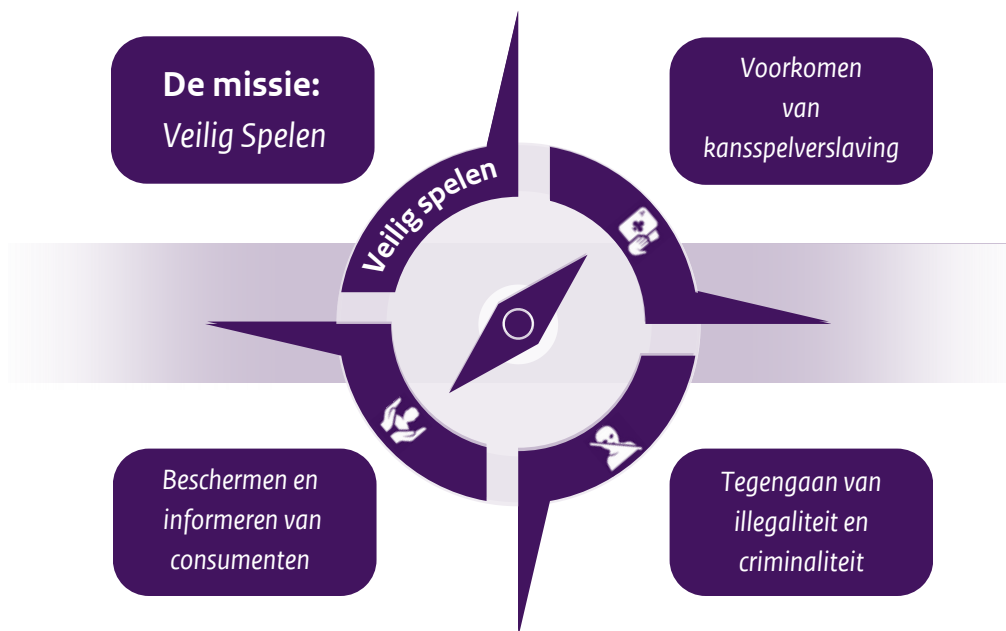 De missie:
Veilig Spelen
Voorkomen
van
kansspelverslaving
Veilig spelen
Beschermen en
informeren van
consumenten
Tegengaan van
illegaliteit en
criminaliteit